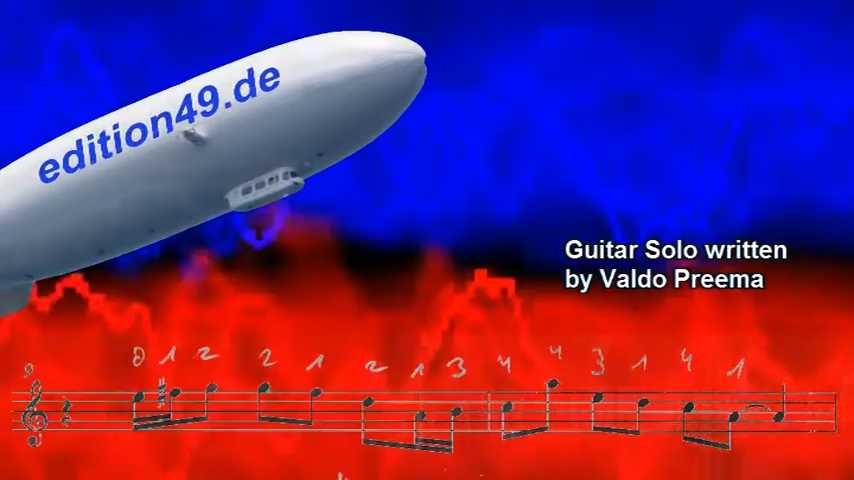 edition49.de
Guitar Solo written
by Valdo Preema
9
0 1 2 2 1 2 1 3 4 4 3 1 4 1